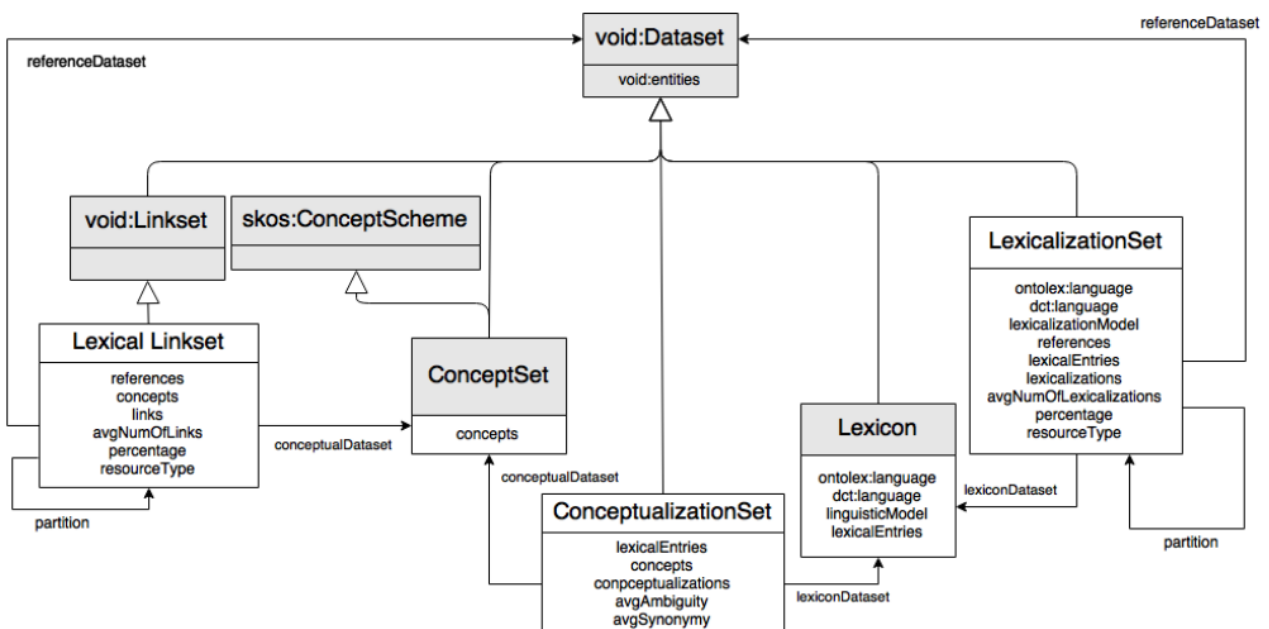 void:Dataset
void:entities
referenceDataset
referenceDataset
void:Linkset
skos:ConceptScheme
LexicalizationSet
ontolex:language
dct:language
lexicalizationModel
references
lexicalEntries
lexicalizations
avgNumOfLexicalizations
percentage
resourceType
Lexical Linkset
references
concepts
links
avgNumOfLinks
percentage
resourceType
partition
ConceptSet
concepts
conceptualDataset
conceptualDataset
Lexicon
ontolex:language
dct:language
linguisticModel
lexicalEntries
lexiconDataset
partition
ConceptualizationSet
lexicalEntries
concepts
conpceptualizations
avgAmbiguity
avgSynonymy
lexiconDataset